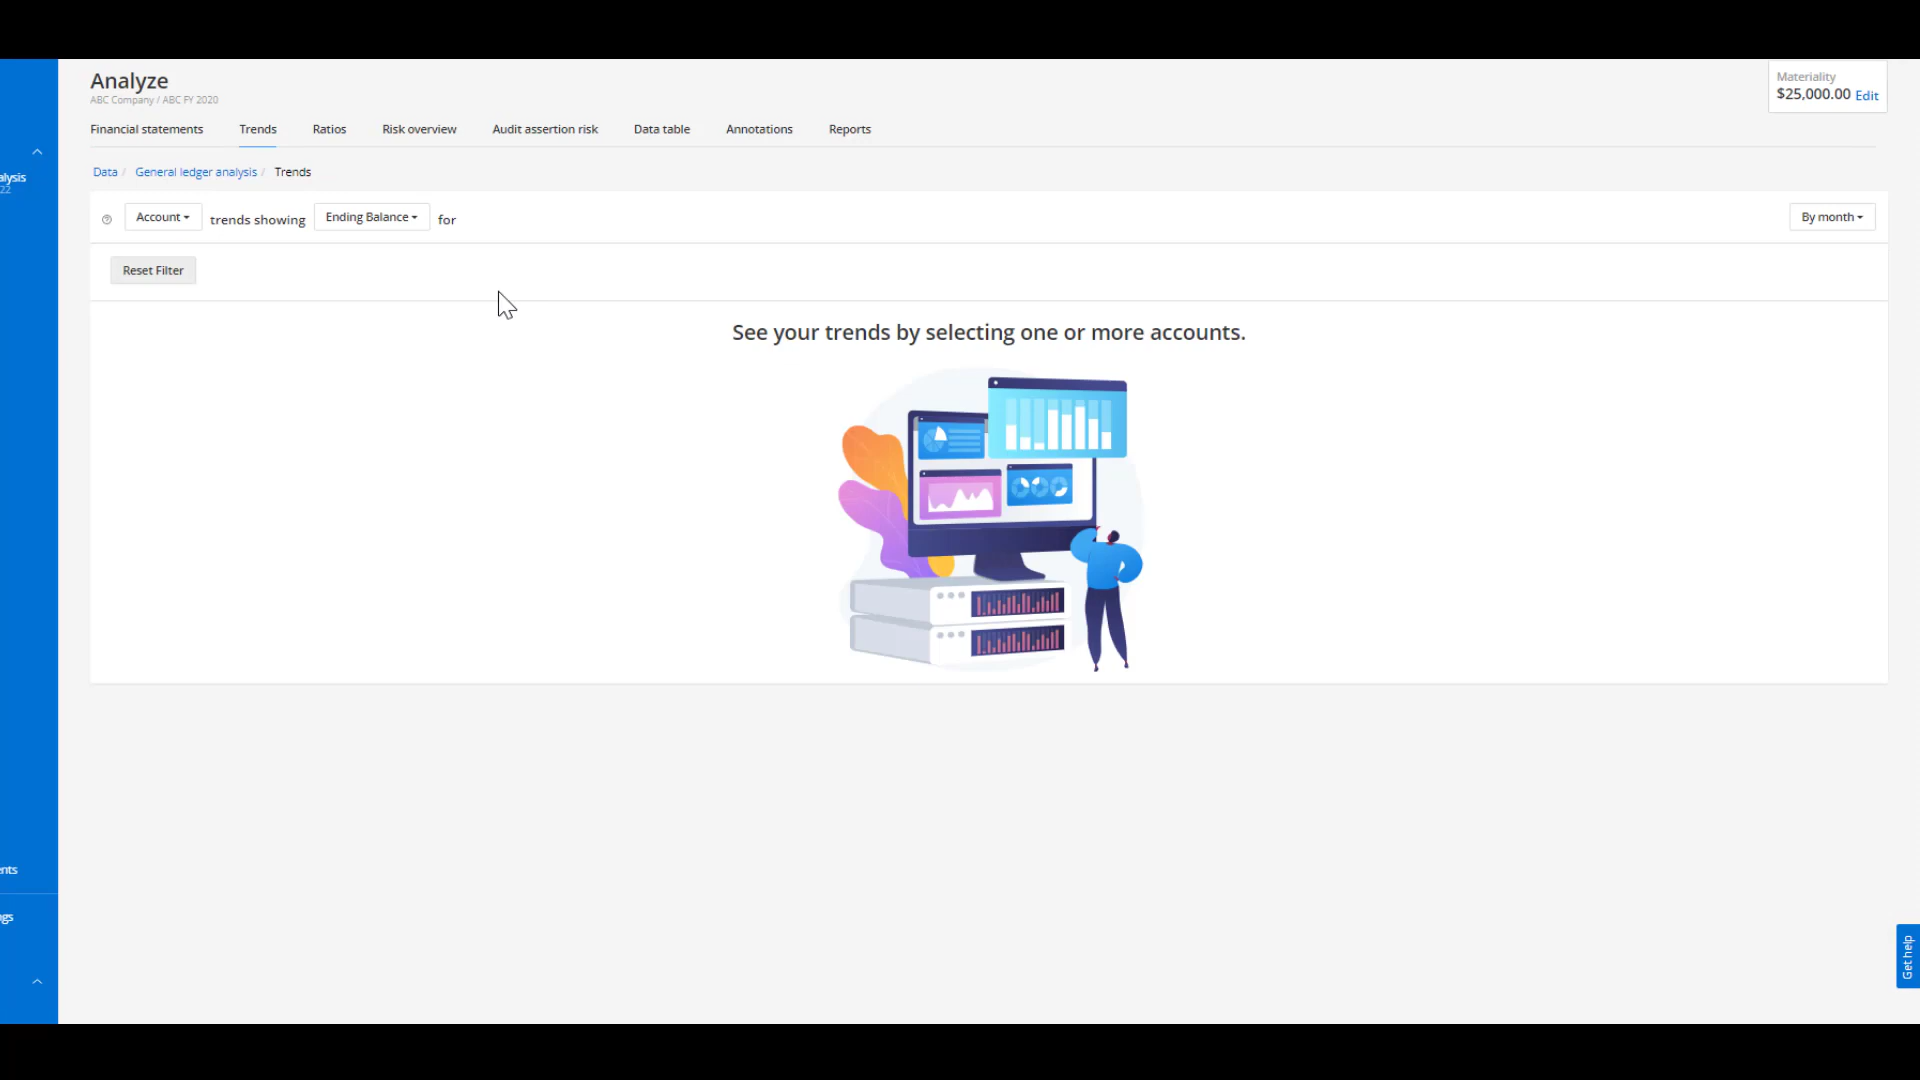 Analyze
ABC Company / ABC FY 2020
Materiality
$25,000.00 Edit
Financial statements Trends Ratios Risk overview Audit assertion risk Data table Annotations Reports
alysis
22
Data / General ledger analysis / Trends
Account trends showing Ending Balance for By month
Reset Filter
See your trends by selecting one or more accounts.
ents
gs
Get help